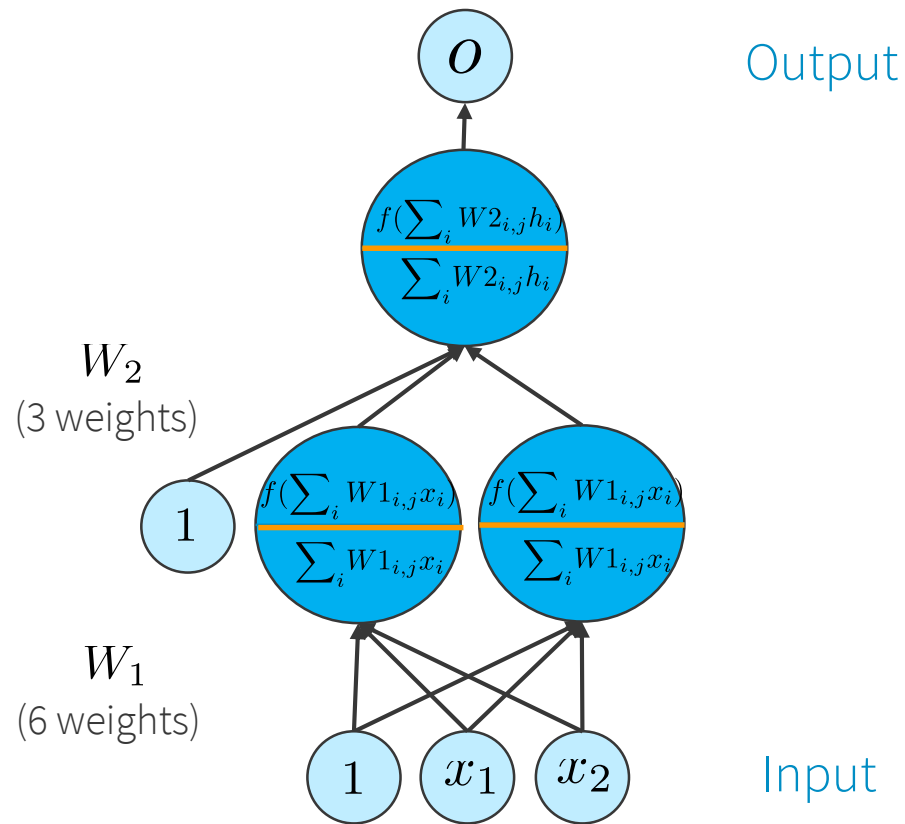 o
Output
f(∑_i W2_{i,j}h_i)
∑_i W2_{i,j}h_i
W_2
(3 weights)
1
f(∑_i W1_{i,j}x_i)
∑_i W1_{i,j}x_i
f(∑_i W1_{i,j}x_i)
∑_i W1_{i,j}x_i
W_1
(6 weights)
1
x_1
x_2
Input